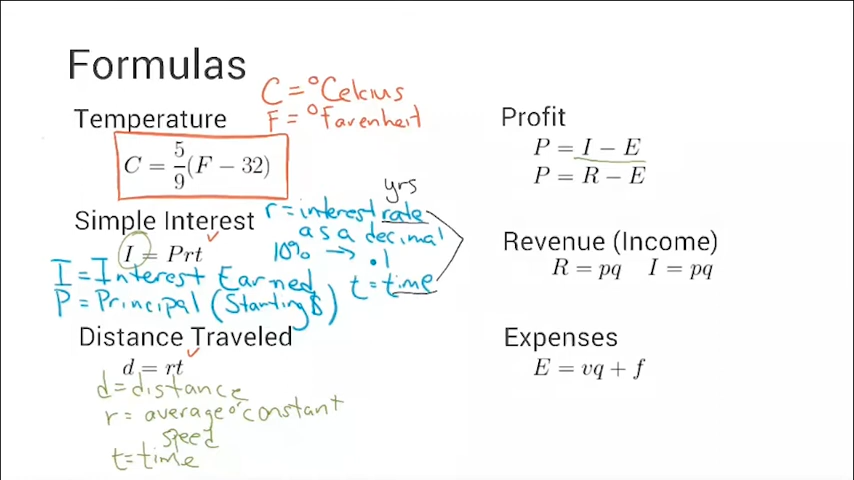 Formulas
C = °Celcius
Temperature
F = °Farenheit
C = 5/9(F − 32)
yrs
Simple Interest
r = interest rate
as a decimal
I = Prt
10% → .1
I = Interest Earned
t = time
P = Principal (Starting $)
Distance Traveled
d = rt
d = distance
r = average or constant
speed
t = time
Profit
P = I − E
P = R − E
Revenue (Income)
R = pq I = pq
Expenses
E = vq + f